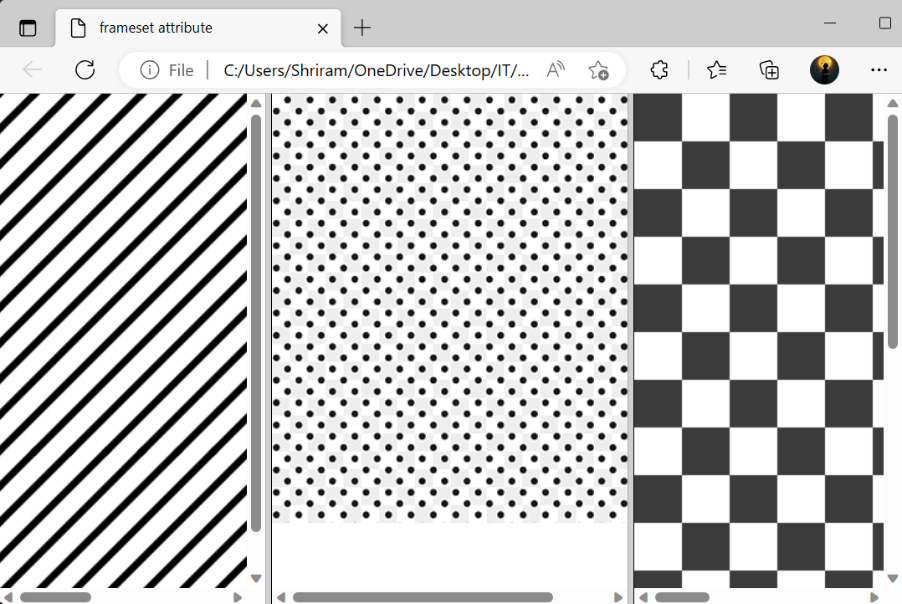 frameset attribute
File
C:/Users/Shriram/OneDrive/Desktop/IT/...